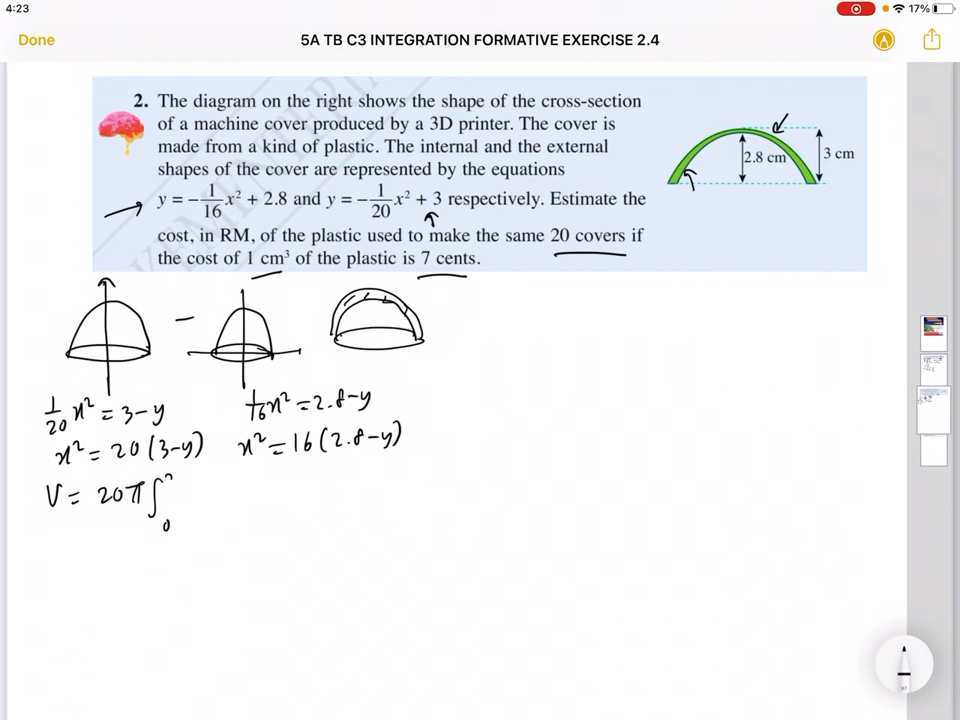 4:23
17%
Done
5A TB C3 INTEGRATION FORMATIVE EXERCISE 2.4
2. The diagram on the right shows the shape of the cross-section
of a machine cover produced by a 3D printer. The cover is
made from a kind of plastic. The internal and the external
shapes of the cover are represented by the equations
y = −1/16 x² + 2.8 and y = −1/20 x² + 3 respectively. Estimate the
cost, in RM, of the plastic used to make the same 20 covers if
the cost of 1 cm³ of the plastic is 7 cents.
2.8 cm
3 cm
1/20 x² = 3−y
1/16 x² = 2.8−y
x² = 20(3−y)
x² = 16(2.8−y)
V = 20π ∫ 0